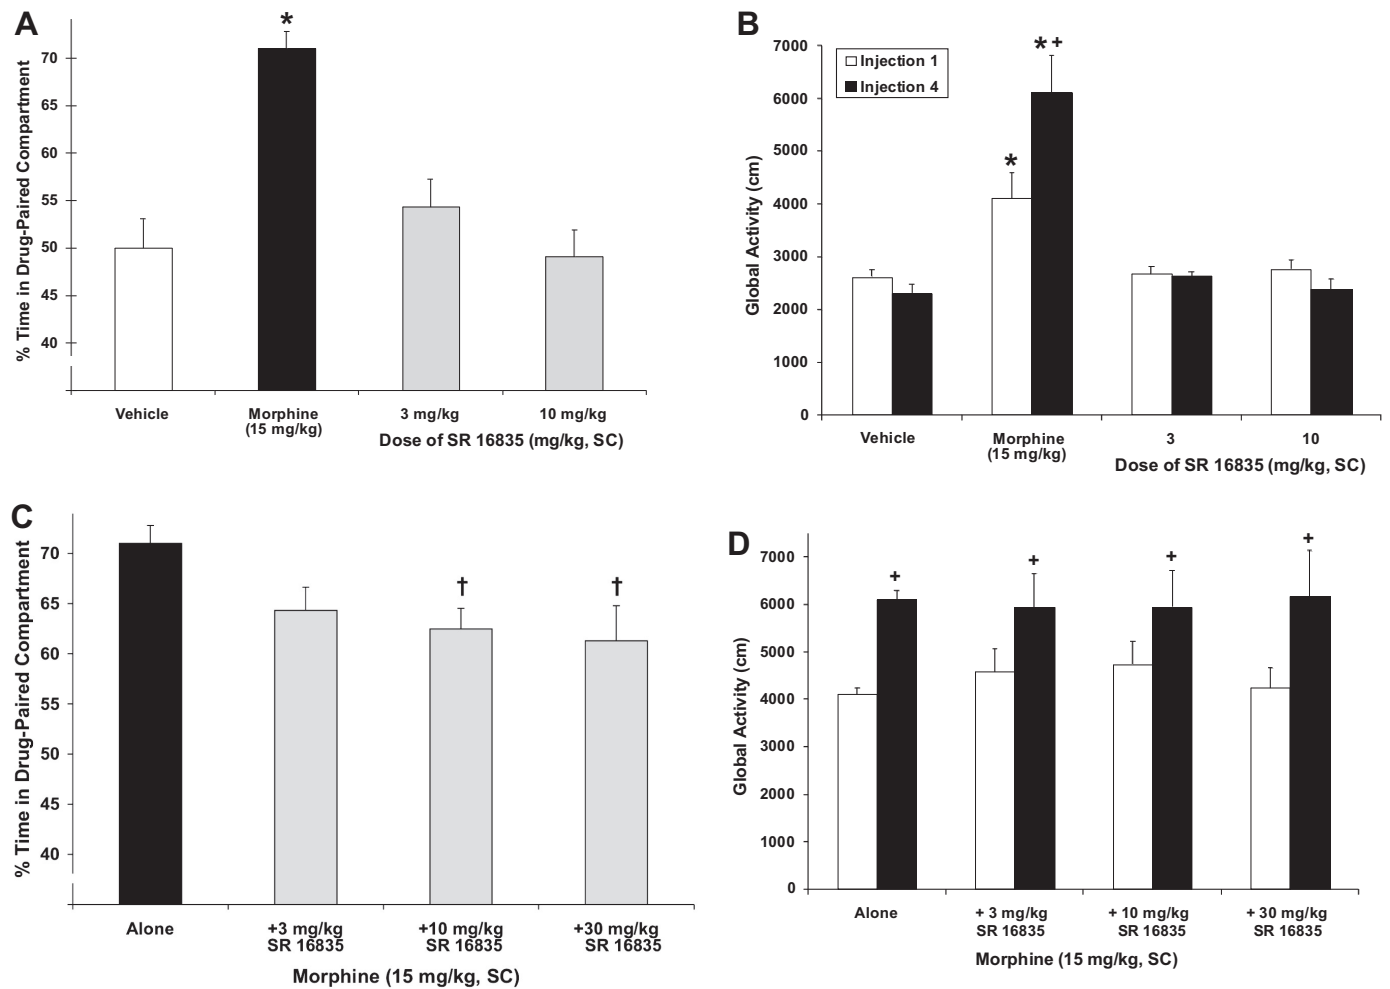 A
% Time in Drug-Paired Compartment
70
65
60
55
50
45
40
*
Vehicle
Morphine
(15 mg/kg)
3 mg/kg
10 mg/kg
Dose of SR 16835 (mg/kg, SC)
B
Global Activity (cm)
7000
6000
5000
4000
3000
2000
1000
0
Injection 1
Injection 4
*
*+
Vehicle
Morphine
(15 mg/kg)
3
10
Dose of SR 16835 (mg/kg, SC)
C
% Time in Drug-Paired Compartment
70
65
60
55
50
45
40
†
†
Alone
+3 mg/kg
SR 16835
+10 mg/kg
SR 16835
+30 mg/kg
SR 16835
Morphine (15 mg/kg, SC)
D
Global Activity (cm)
7000
6000
5000
4000
3000
2000
1000
0
+
+
+
+
Alone
+ 3 mg/kg
SR 16835
+ 10 mg/kg
SR 16835
+ 30 mg/kg
SR 16835
Morphine (15 mg/kg, SC)